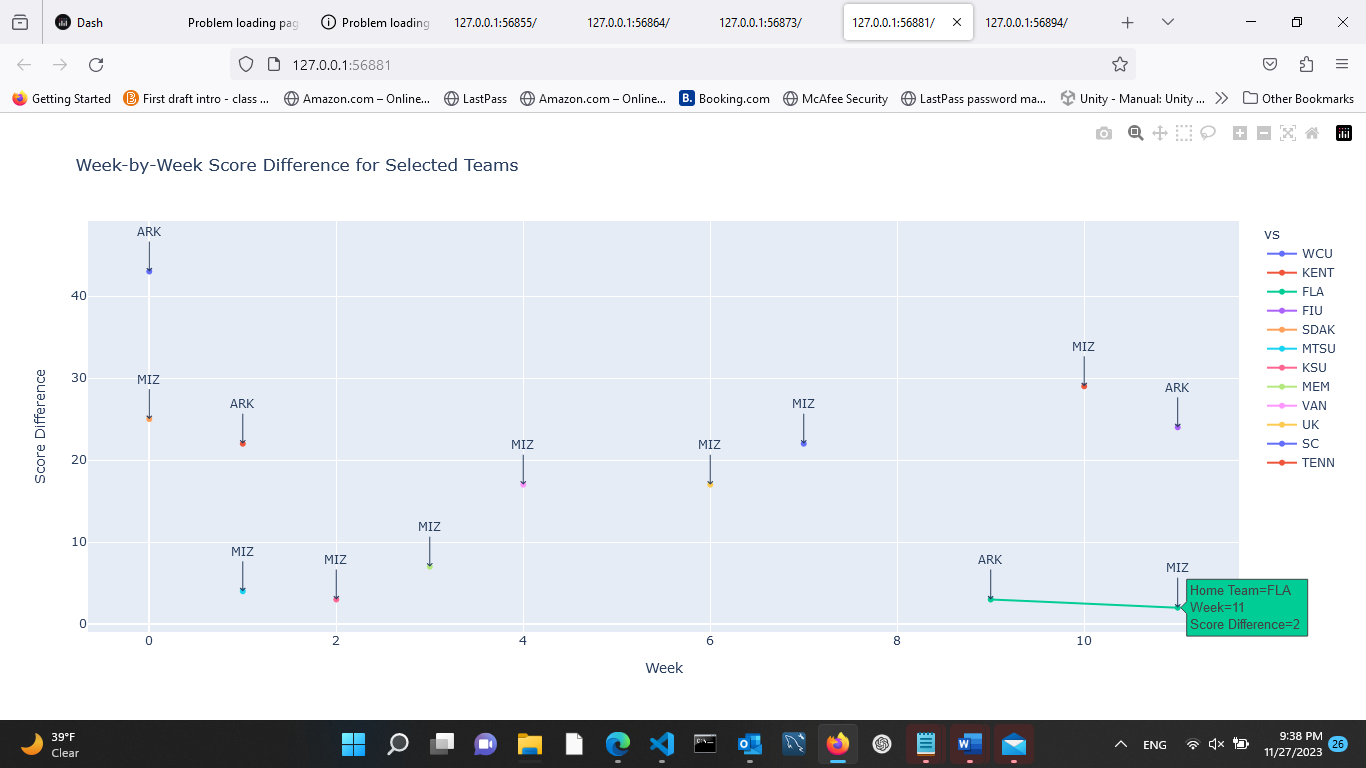 Dash
Problem loading pag
Problem loading
127.0.0.1:56855/
127.0.0.1:56864/
127.0.0.1:56873/
127.0.0.1:56881/
127.0.0.1:56894/
127.0.0.1:56881
Getting Started
First draft intro - class ...
Amazon.com – Online...
LastPass
Amazon.com – Online...
B. Booking.com
McAfee Security
LastPass password ma...
Unity - Manual: Unity ...
Other Bookmarks
Week-by-Week Score Difference for Selected Teams
ARK
MIZ
ARK
MIZ
MIZ
MIZ
MIZ
MIZ
MIZ
ARK
MIZ
ARK
MIZ
40
30
20
10
0
Score Difference
0 2 4 6 8 10
Week
vs
WCU
KENT
FLA
FIU
SDAK
MTSU
KSU
MEM
VAN
UK
SC
TENN
Home Team=FLA
Week=11
Score Difference=2
39°F
Clear
ENG
9:38 PM
11/27/2023
26